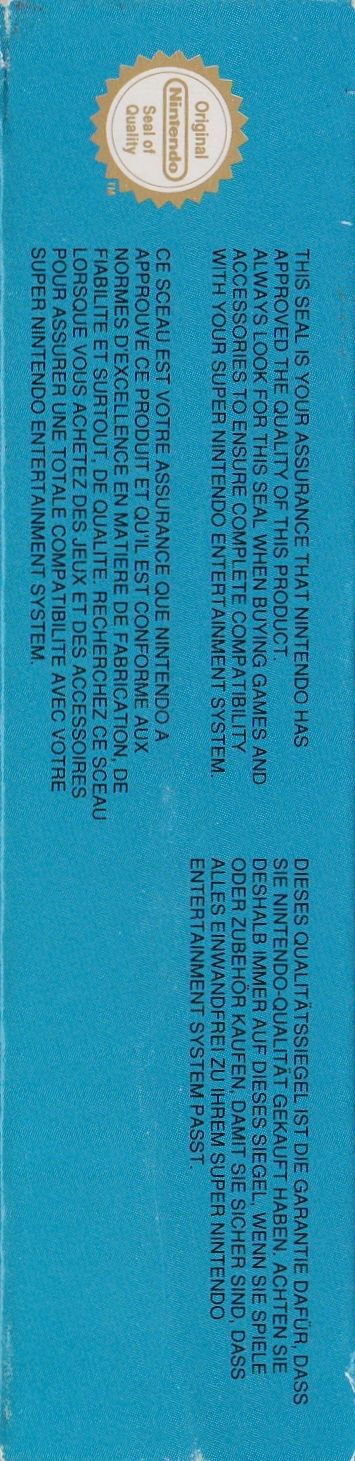 Original
Nintendo
Seal of
Quality
TM
THIS SEAL IS YOUR ASSURANCE THAT NINTENDO HAS
APPROVED THE QUALITY OF THIS PRODUCT.
ALWAYS LOOK FOR THIS SEAL WHEN BUYING GAMES AND
ACCESSORIES TO ENSURE COMPLETE COMPATIBILITY
WITH YOUR SUPER NINTENDO ENTERTAINMENT SYSTEM.
CE SCEAU EST VOTRE ASSURANCE QUE NINTENDO A
APPROUVE CE PRODUIT ET QU'IL EST CONFORME AUX
NORMES D'EXCELLENCE EN MATIERE DE FABRICATION, DE
FIABILITE ET SURTOUT, DE QUALITE. RECHERCHEZ CE SCEAU
LORSQUE VOUS ACHETEZ DES JEUX ET DES ACCESSOIRES
POUR ASSURER UNE TOTALE COMPATIBILITE AVEC VOTRE
SUPER NINTENDO ENTERTAINMENT SYSTEM.
DIESES QUALITÄTSSIEGEL IST DIE GARANTIE DAFÜR, DASS
SIE NINTENDO-QUALITÄT GEKAUFT HABEN. ACHTEN SIE
DESHALB IMMER AUF DIESES SIEGEL, WENN SIE SPIELE
ODER ZUBEHÖR KAUFEN, DAMIT SIE SICHER SIND, DASS
ALLES EINWANDFREI ZU IHREM SUPER NINTENDO
ENTERTAINMENT SYSTEM PASST.